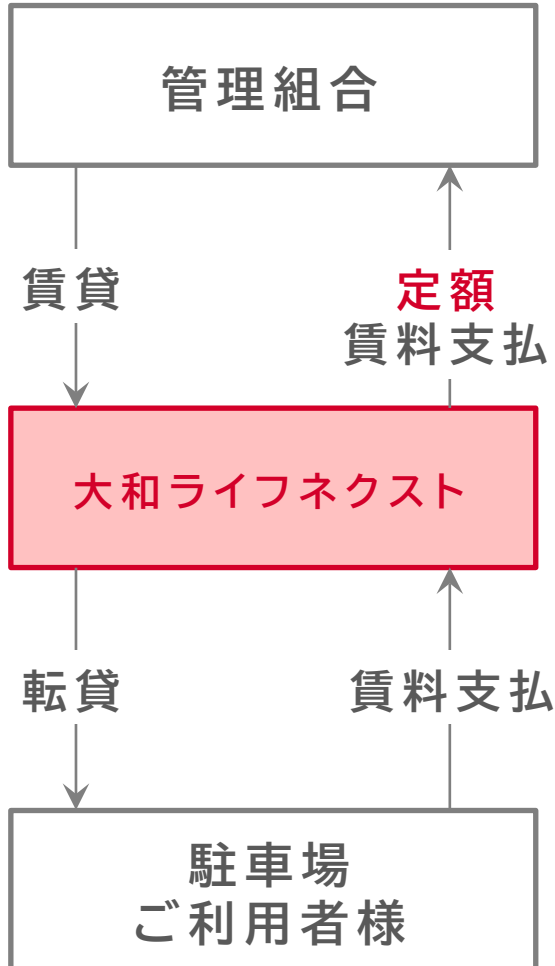 管理組合
賃貸
定額
賃料支払
大和ライフネクスト
転貸
賃料支払
駐車場
ご利用者様